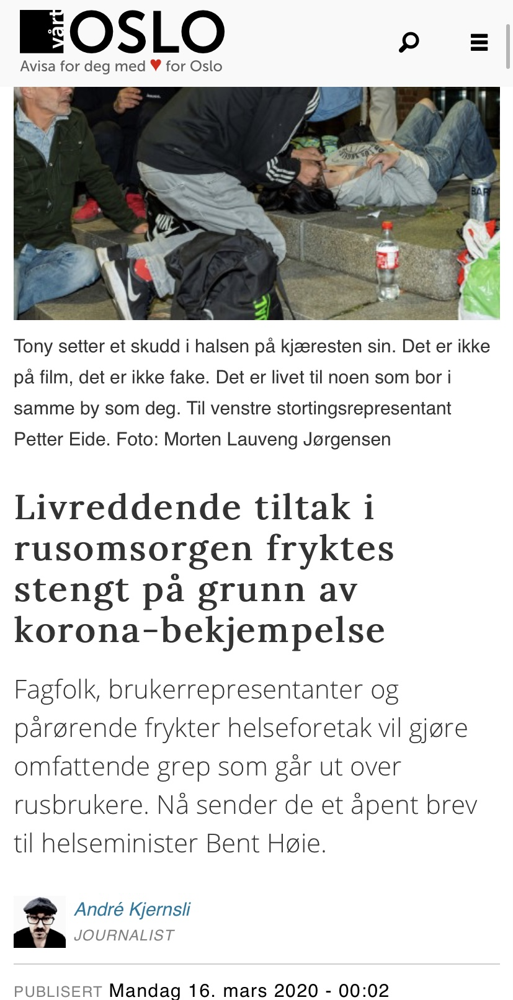 vårt OSLO
Avisa for deg med ♥ for Oslo
NIKE
BAR
Tony setter et skudd i halsen på kjæresten sin. Det er ikke
på film, det er ikke fake. Det er livet til noen som bor i
samme by som deg. Til venstre stortingsrepresentant
Petter Eide. Foto: Morten Lauveng Jørgensen
Livreddende tiltak i
rusomsorgen fryktes
stengt på grunn av
korona-bekjempelse
Fagfolk, brukerrepresentanter og
pårørende frykter helseforetak vil gjøre
omfattende grep som går ut over
rusbrukere. Nå sender de et åpent brev
til helseminister Bent Høie.
André Kjernsli
JOURNALIST
PUBLISERT Mandag 16. mars 2020 - 00:02